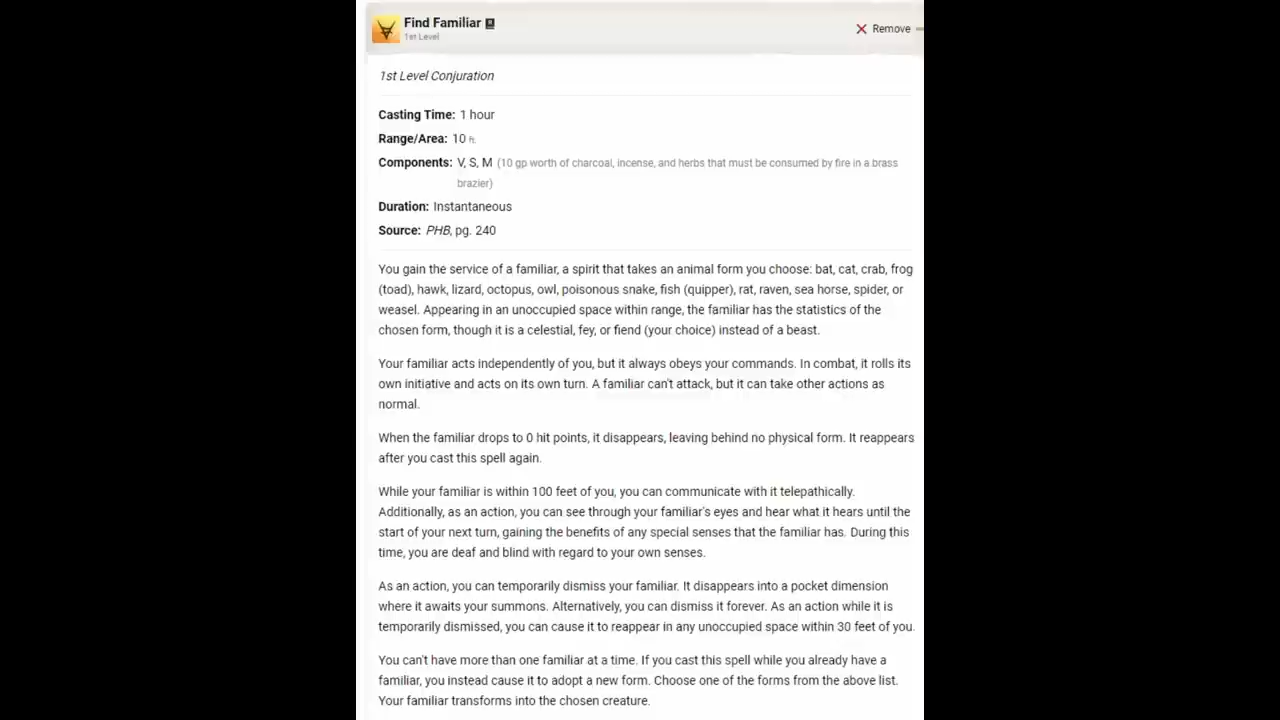 Find Familiar
Remove
1st Level
1st Level Conjuration
Casting Time: 1 hour
Range/Area: 10 ft.
Components: V, S, M (10 gp worth of charcoal, incense, and herbs that must be consumed by fire in a brass
brazier)
Duration: Instantaneous
Source: PHB, pg. 240
You gain the service of a familiar, a spirit that takes an animal form you choose: bat, cat, crab, frog
(toad), hawk, lizard, octopus, owl, poisonous snake, fish (quipper), rat, raven, sea horse, spider, or
weasel. Appearing in an unoccupied space within range, the familiar has the statistics of the
chosen form, though it is a celestial, fey, or fiend (your choice) instead of a beast.
Your familiar acts independently of you, but it always obeys your commands. In combat, it rolls its
own initiative and acts on its own turn. A familiar can't attack, but it can take other actions as
normal.
When the familiar drops to 0 hit points, it disappears, leaving behind no physical form. It reappears
after you cast this spell again.
While your familiar is within 100 feet of you, you can communicate with it telepathically.
Additionally, as an action, you can see through your familiar's eyes and hear what it hears until the
start of your next turn, gaining the benefits of any special senses that the familiar has. During this
time, you are deaf and blind with regard to your own senses.
As an action, you can temporarily dismiss your familiar. It disappears into a pocket dimension
where it awaits your summons. Alternatively, you can dismiss it forever. As an action while it is
temporarily dismissed, you can cause it to reappear in any unoccupied space within 30 feet of you.
You can't have more than one familiar at a time. If you cast this spell while you already have a
familiar, you instead cause it to adopt a new form. Choose one of the forms from the above list.
Your familiar transforms into the chosen creature.